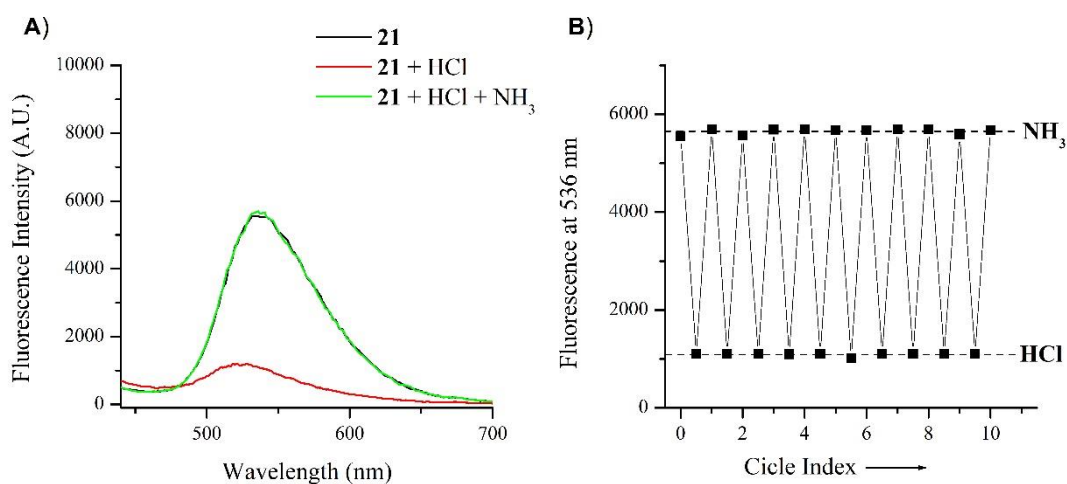 A)
21
21 + HCl
21 + HCl + NH₃
10000
8000
6000
4000
2000
0
500
600
700
Fluorescence Intensity (A.U.)
Wavelength (nm)
B)
6000
4000
2000
0
0
2
4
6
8
10
Fluorescence at 536 nm
Cicle Index
NH₃
HCl